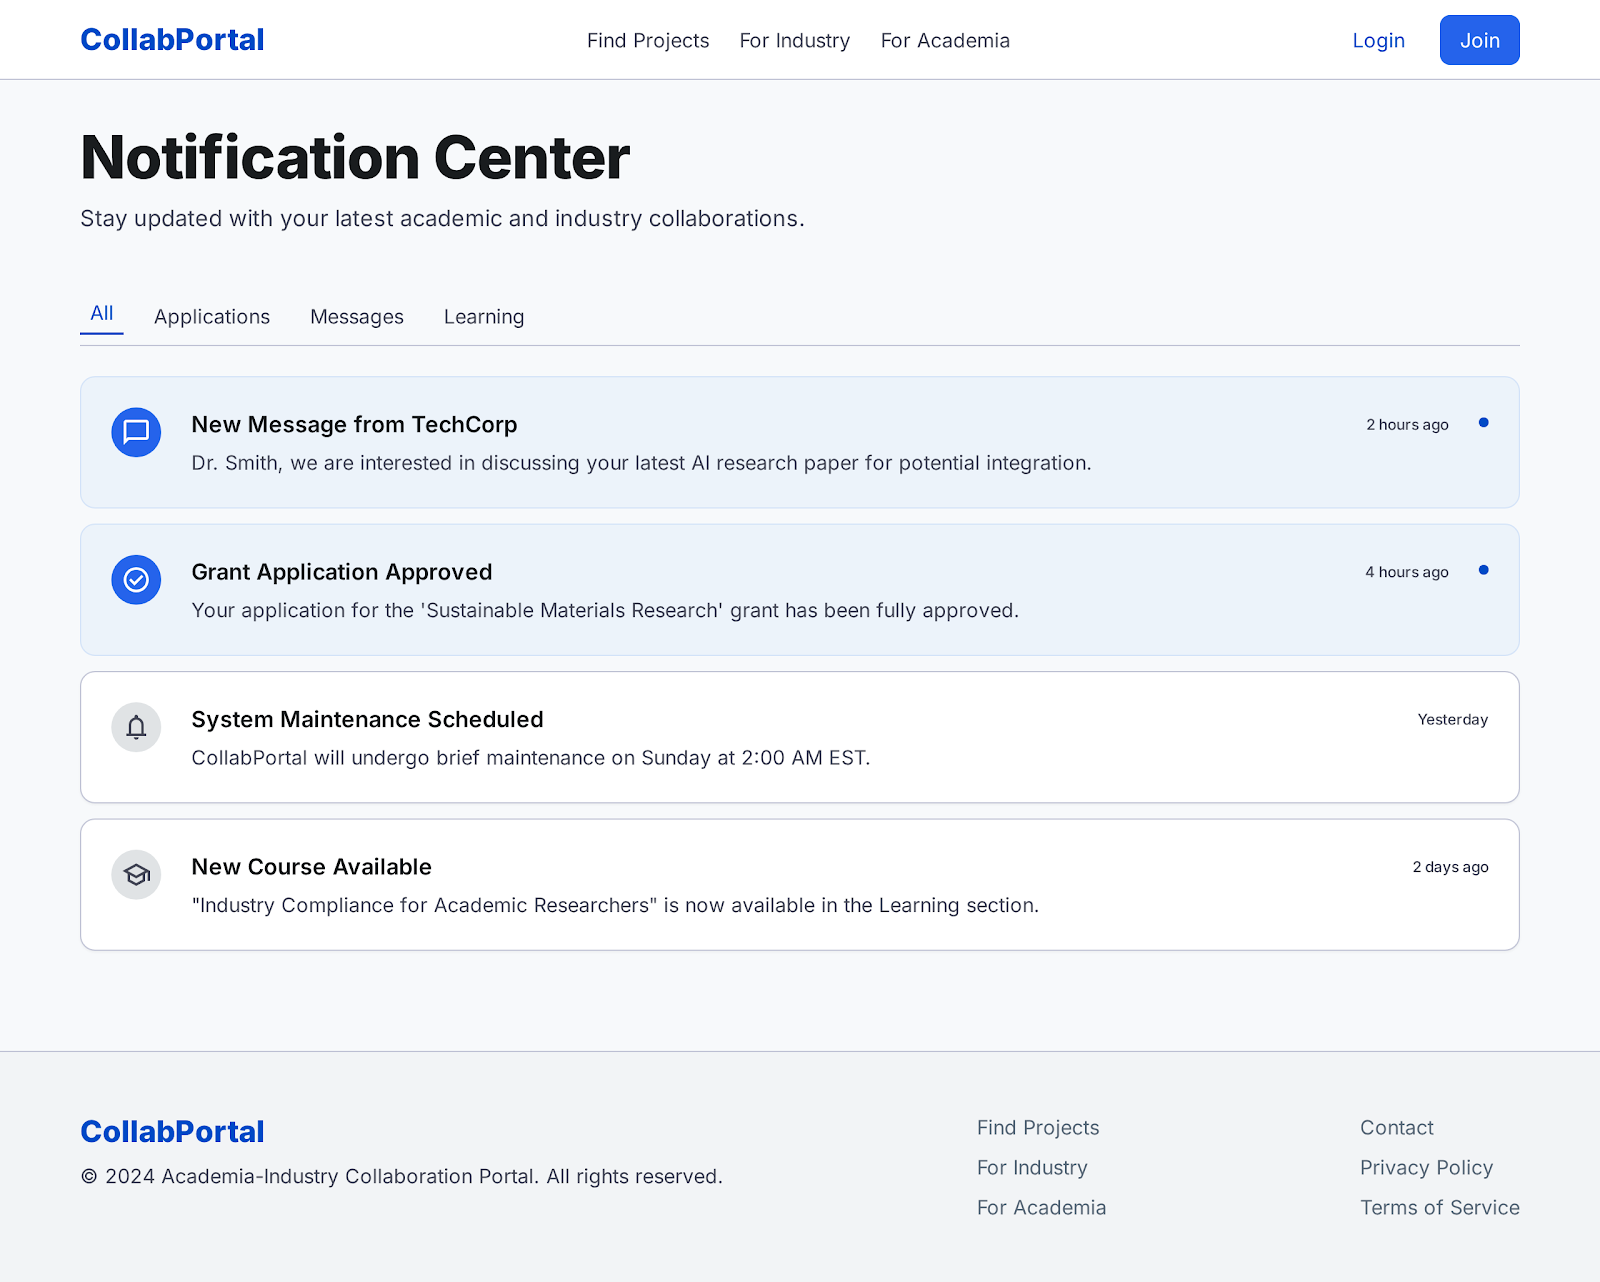 CollabPortal
Find Projects
For Industry
For Academia
Login
Join
Notification Center
Stay updated with your latest academic and industry collaborations.
All
Applications
Messages
Learning
New Message from TechCorp
2 hours ago
Dr. Smith, we are interested in discussing your latest AI research paper for potential integration.
Grant Application Approved
4 hours ago
Your application for the 'Sustainable Materials Research' grant has been fully approved.
System Maintenance Scheduled
Yesterday
CollabPortal will undergo brief maintenance on Sunday at 2:00 AM EST.
New Course Available
2 days ago
"Industry Compliance for Academic Researchers" is now available in the Learning section.
CollabPortal
© 2024 Academia-Industry Collaboration Portal. All rights reserved.
Find Projects
For Industry
For Academia
Contact
Privacy Policy
Terms of Service